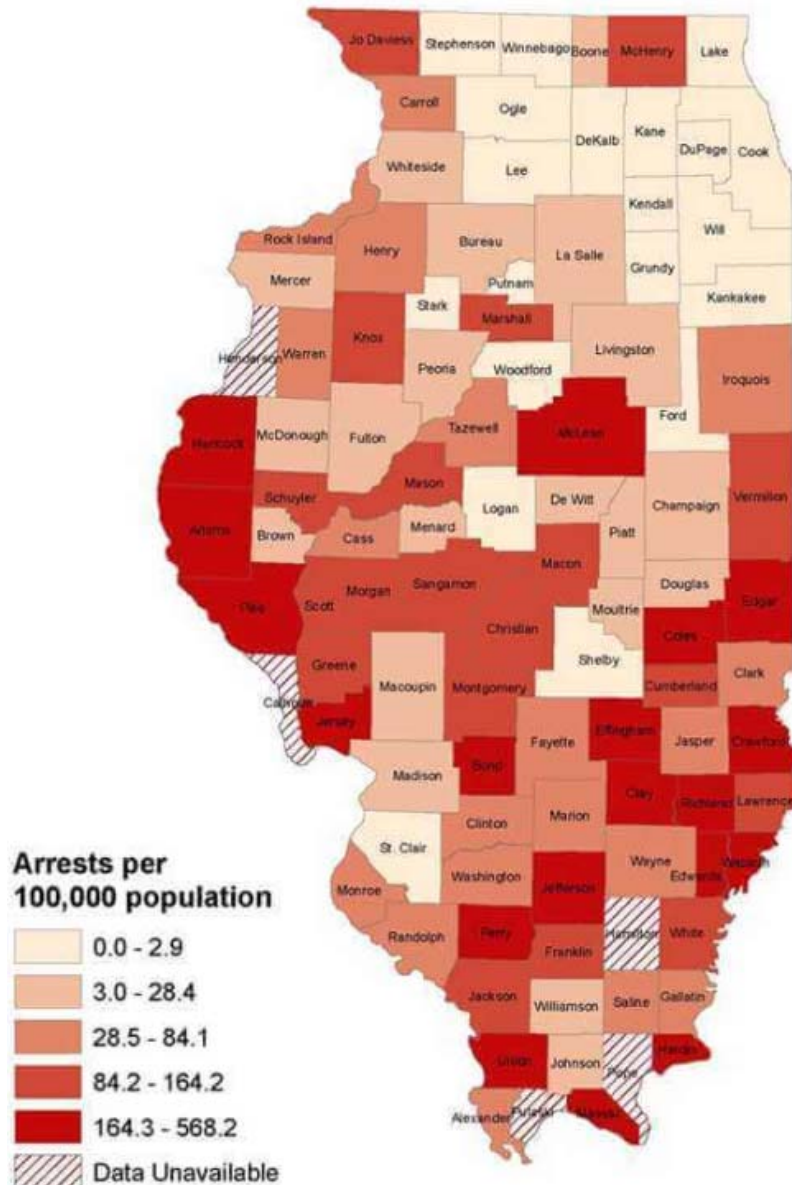 Jo Daviess
Stephenson
Winnebago
Boone
McHenry
Lake
Carroll
Ogle
DeKalb
Kane
DuPage
Cook
Whiteside
Lee
Kendall
Will
Rock Island
Henry
Bureau
La Salle
Grundy
Mercer
Putnam
Kankakee
Stark
Marshall
Henderson
Warren
Knox
Peoria
Woodford
Livingston
Iroquois
Ford
Hancock
McDonough
Fulton
Tazewell
McLean
Schuyler
Mason
Logan
De Witt
Champaign
Vermilion
Adams
Brown
Cass
Menard
Piatt
Macon
Douglas
Pike
Scott
Morgan
Sangamon
Christian
Moultrie
Coles
Edgar
Greene
Shelby
Macoupin
Montgomery
Cumberland
Clark
Calhoun
Jersey
Effingham
Fayette
Jasper
Crawford
Bond
Madison
Clay
Richland
Lawrence
Clinton
Marion
St. Clair
Wayne
Edwards
Wabash
Monroe
Washington
Jefferson
Randolph
Perry
Hamilton
White
Franklin
Jackson
Williamson
Saline
Gallatin
Union
Johnson
Pope
Hardin
Alexander
Pulaski
Massac
Arrests per
100,000 population
0.0 - 2.9
3.0 - 28.4
28.5 - 84.1
84.2 - 164.2
164.3 - 568.2
Data Unavailable